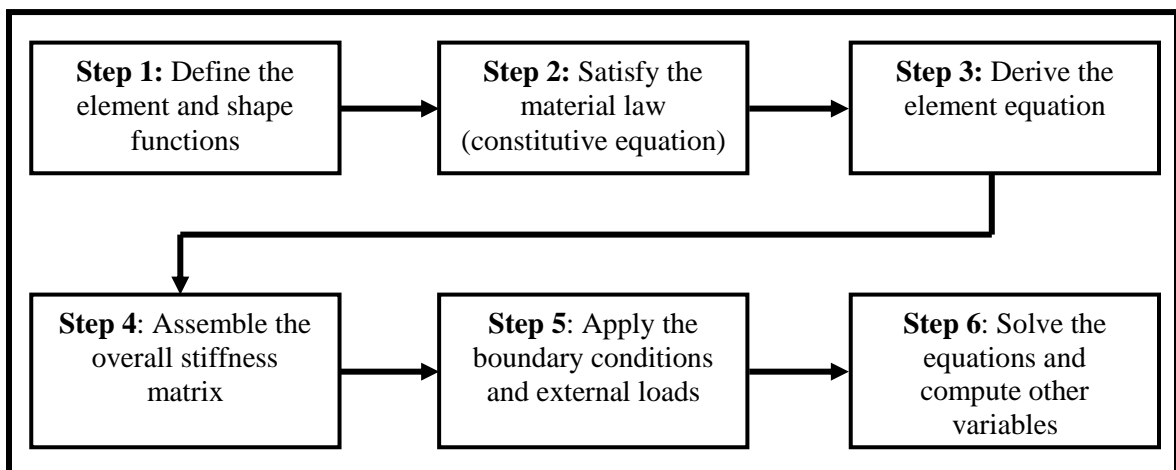 Step 1: Define the
element and shape
functions
Step 2: Satisfy the
material law
(constitutive equation)
Step 3: Derive the
element equation
Step 4: Assemble the
overall stiffness
matrix
Step 5: Apply the
boundary conditions
and external loads
Step 6: Solve the
equations and
compute other
variables